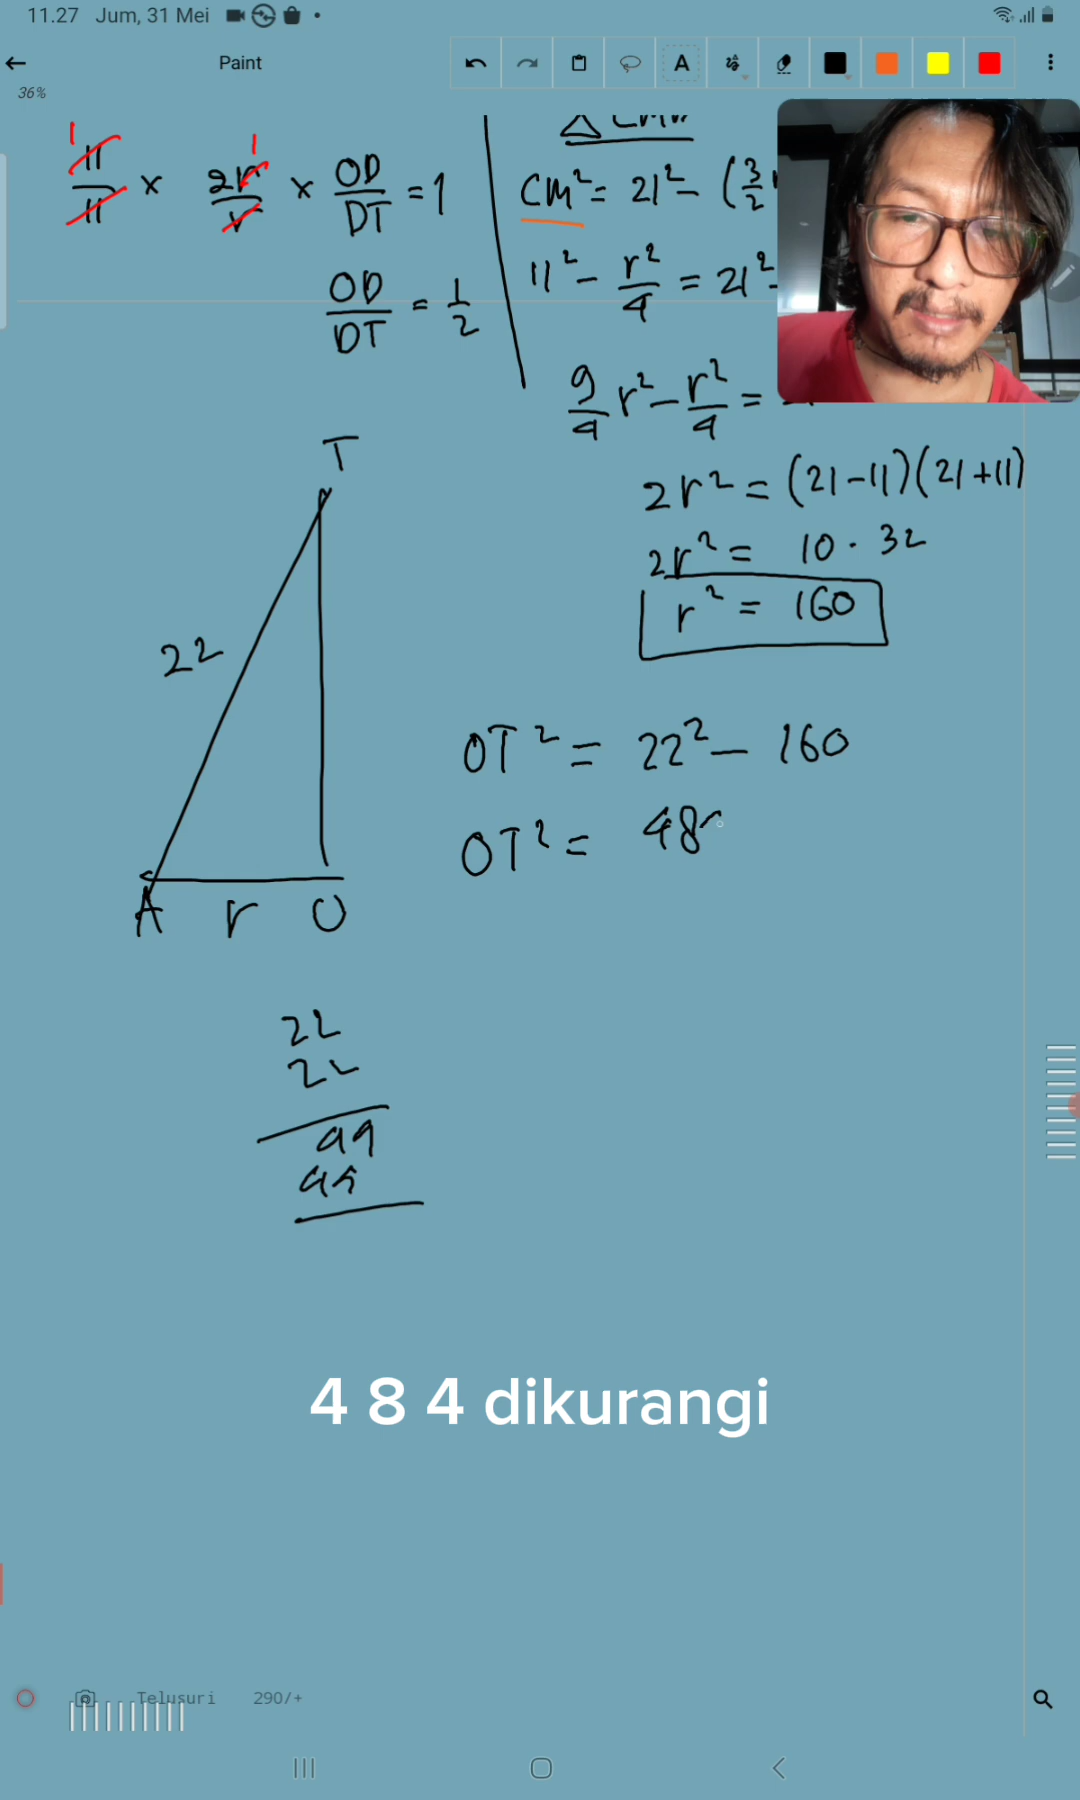 11.27 Jum, 31 Mei
Paint
A
36%
1 1
11/11 × 2r/r × OD/DT = 1
OD/DT = 1/2
CM² = 21² - (3/2
11² - r²/4 = 21² -
9/4 r² - r²/4 =
2r² = (21-11)(21+11)
2r² = 10 · 32
r² = 160
T
22
A r O
OT² = 22² - 160
OT² = 48
22
22
44
44
4 8 4 dikurangi
Telusuri 290/+